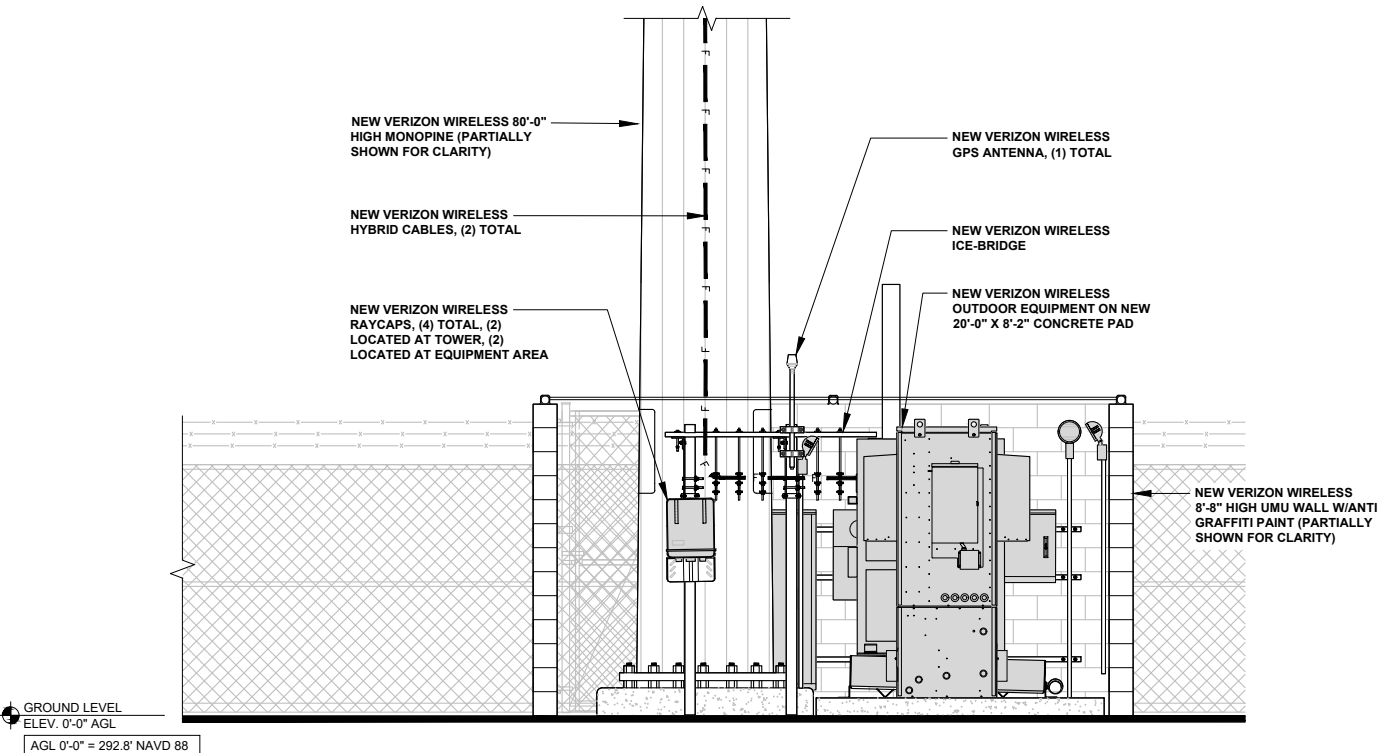 NEW VERIZON WIRELESS 80'-0"
HIGH MONOPINE (PARTIALLY
SHOWN FOR CLARITY)
NEW VERIZON WIRELESS
HYBRID CABLES, (2) TOTAL
NEW VERIZON WIRELESS
RAYCAPS, (4) TOTAL, (2)
LOCATED AT TOWER, (2)
LOCATED AT EQUIPMENT AREA
NEW VERIZON WIRELESS
GPS ANTENNA, (1) TOTAL
NEW VERIZON WIRELESS
ICE-BRIDGE
NEW VERIZON WIRELESS
OUTDOOR EQUIPMENT ON NEW
20'-0" X 8'-2" CONCRETE PAD
NEW VERIZON WIRELESS
8'-8" HIGH UMU WALL W/ANTI
GRAFFITI PAINT (PARTIALLY
SHOWN FOR CLARITY)
GROUND LEVEL
ELEV. 0'-0" AGL
AGL 0'-0" = 292.8' NAVD 88